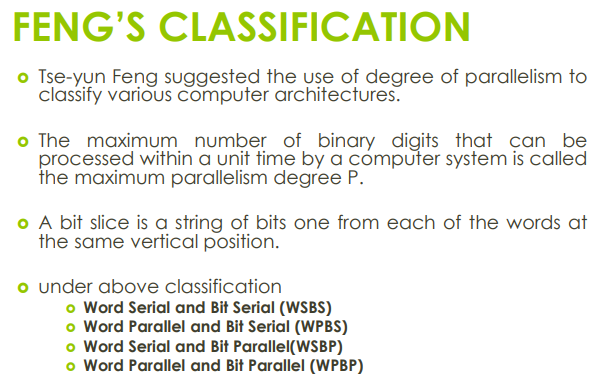 FENG'S CLASSIFICATION
Tse-yun Feng suggested the use of degree of parallelism to
classify various computer architectures.
The maximum number of binary digits that can be
processed within a unit time by a computer system is called
the maximum parallelism degree P.
A bit slice is a string of bits one from each of the words at
the same vertical position.
under above classification
Word Serial and Bit Serial (WSBS)
Word Parallel and Bit Serial (WPBS)
Word Serial and Bit Parallel(WSBP)
Word Parallel and Bit Parallel (WPBP)